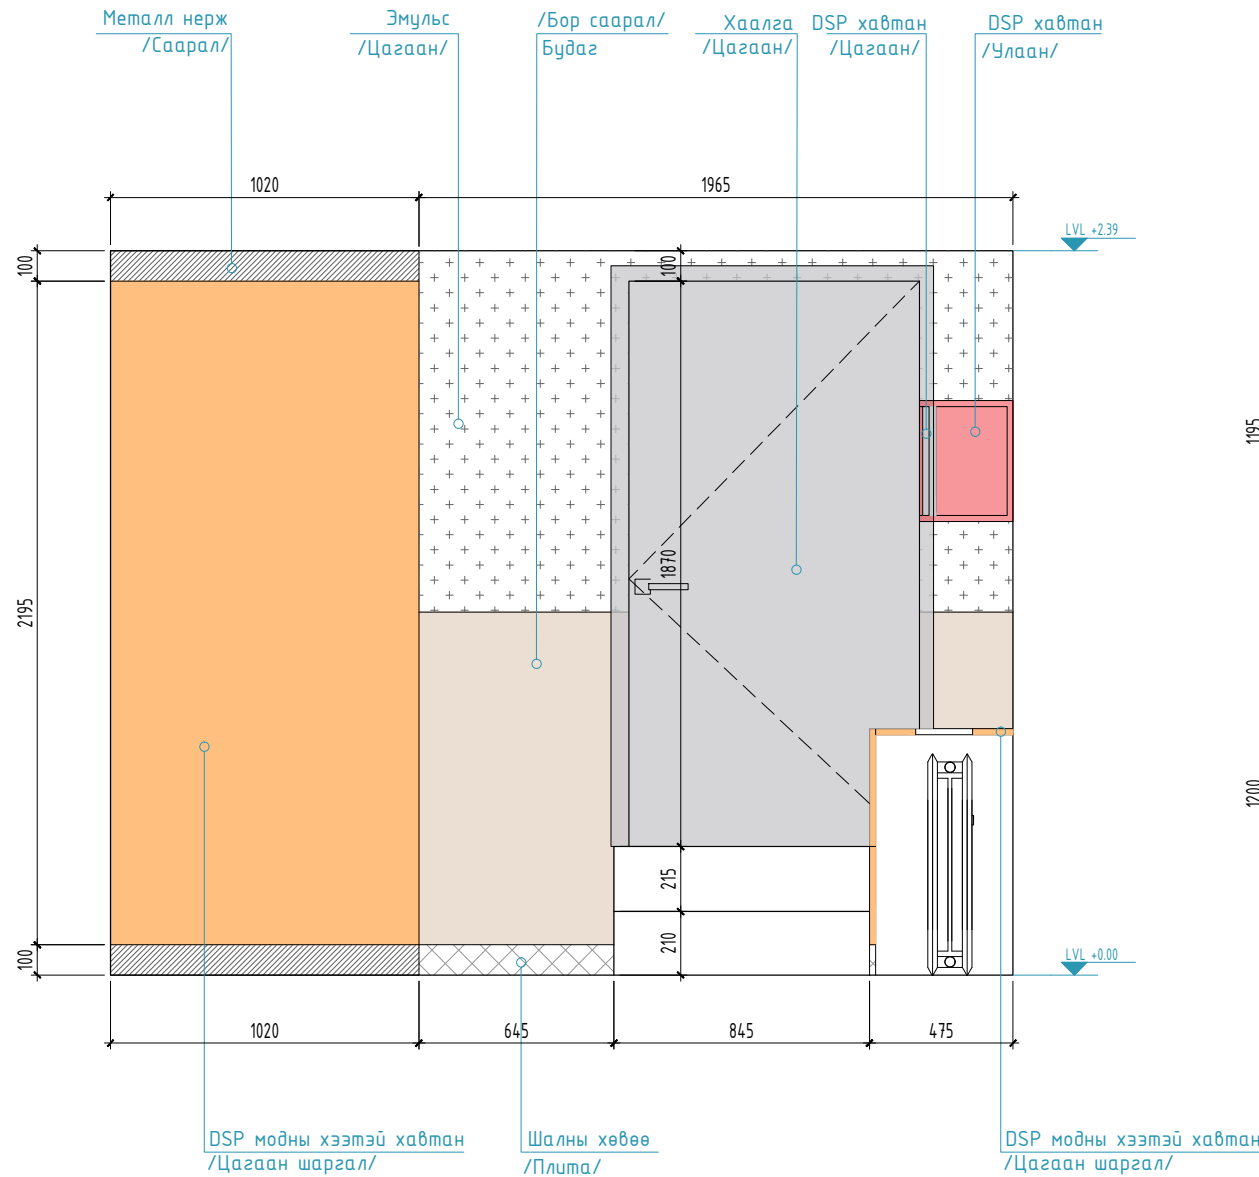 Металл нерж
/Саарал/
Эмульс
/Цагаан/
/Бор саарал/
Будаг
Хаалга
/Цагаан/
DSP хавтан
/Цагаан/
DSP хавтан
/Улаан/
1020
1965
LVL +2.39
100
100
1195
1870
2195
1200
215
210
100
LVL +0.00
1020
645
845
475
DSP модны хээтэй хавтан
/Цагаан шаргал/
Шалны хөвөө
/Плита/
DSP модны хээтэй хавтан
/Цагаан шаргал/